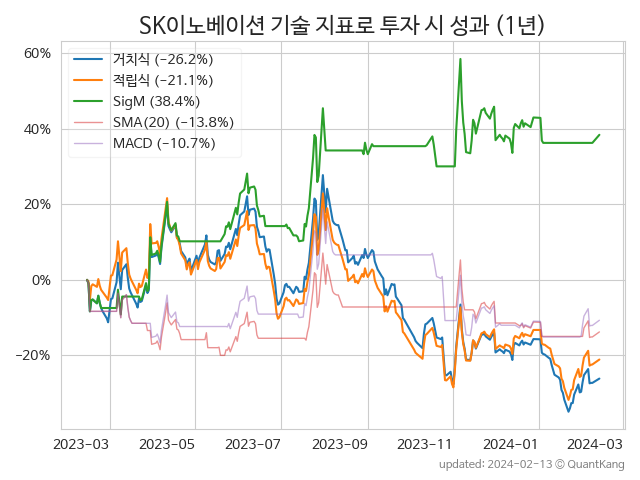 SK이노베이션 기술 지표로 투자 시 성과 (1년)
60%
40%
20%
0%
−20%
거치식 (−26.2%)
적립식 (−21.1%)
SigM (38.4%)
SMA(20) (−13.8%)
MACD (−10.7%)
2023-03 2023-05 2023-07 2023-09 2023-11 2024-01 2024-03
updated: 2024-02-13 © QuantKang